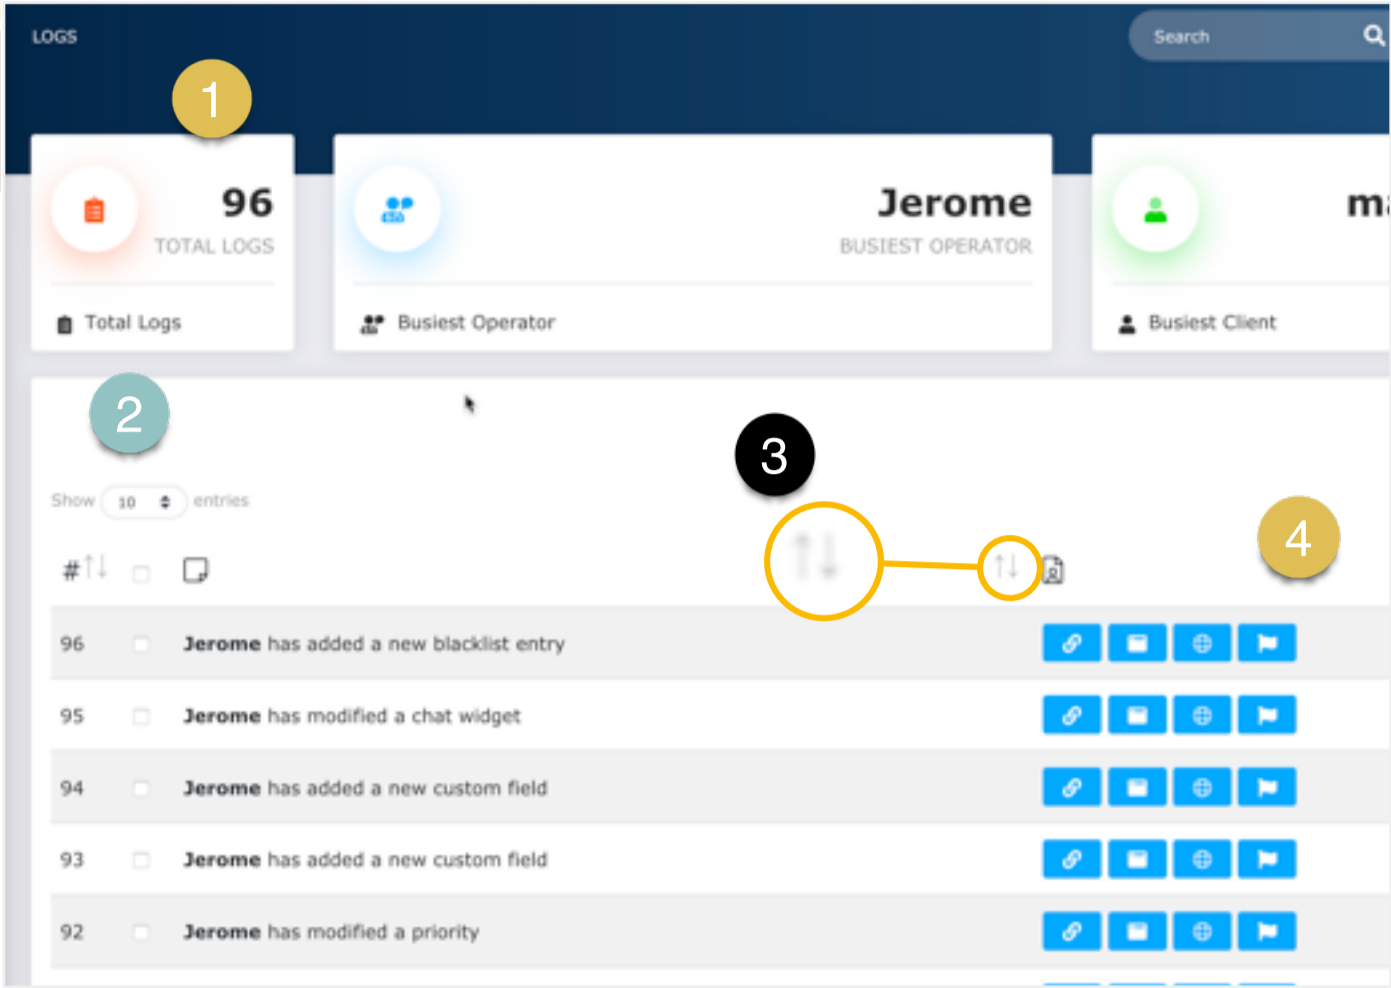 LOGS
Search
1
96
TOTAL LOGS
Total Logs
Jerome
BUSIEST OPERATOR
Busiest Operator
Busiest Client
2
3
4
Show 10 entries
#
96 Jerome has added a new blacklist entry
95 Jerome has modified a chat widget
94 Jerome has added a new custom field
93 Jerome has added a new custom field
92 Jerome has modified a priority